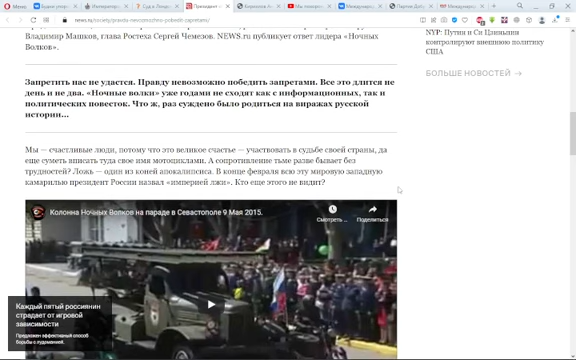 news.ru
Владимир Машков, глава Ростеха Сергей Чемезов. NEWS.ru публикует ответ лидера «Ночных
Волков».
Запретить нас не удастся. Правду невозможно победить запретами. Все это длится не
день и не два. «Ночные волки» уже годами не сходят как с информационных, так и
политических повесток. Что ж, раз суждено было родиться на виражах русской
истории...
Мы — счастливые люди, потому что это великое счастье — участвовать в судьбе своей страны, да
еще суметь вписать туда свое имя мотоциклами. А сопротивление тьме разве бывает без
трудностей? Ложь — один из коней апокалипсиса. В конце февраля всю эту мировую западную
камарилью президент России назвал «империей лжи». Кто еще этого не видит?
Колонна Ночных Волков на параде в Севастополе 9 Мая 2015.
Смотреть ...
Поделиться
Каждый пятый россиянин
страдает от игровой
зависимости
Предложен эффективный способ
борьбы с лудоманией.
NYP: Путин и Си Цзиньпин
контролируют внешнюю политику
США
БОЛЬШЕ НОВОСТЕЙ